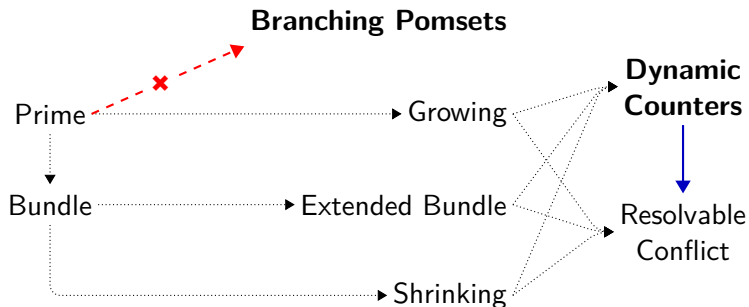 Branching Pomsets
Dynamic
Counters
Prime
Growing
Bundle
Extended Bundle
Resolvable
Conflict
Shrinking